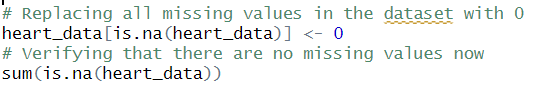 # Replacing all missing values in the dataset with 0
heart_data[is.na(heart_data)] <- 0
# Verifying that there are no missing values now
sum(is.na(heart_data))